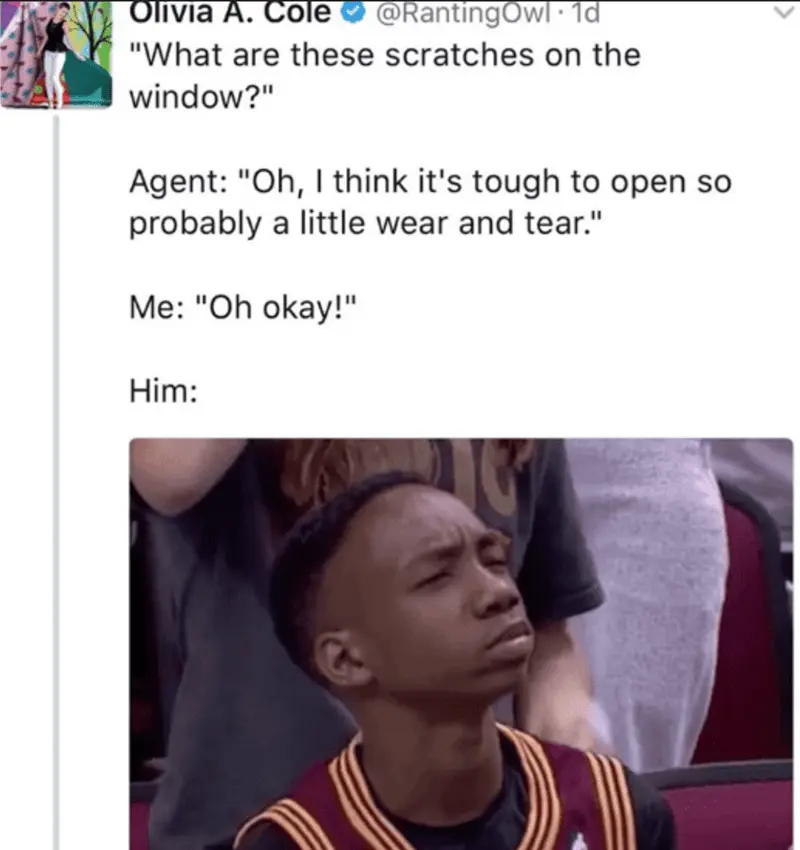 Olivia A. Cole @RantingOwl · 1d
"What are these scratches on the
window?"
Agent: "Oh, I think it's tough to open so
probably a little wear and tear."
Me: "Oh okay!"
Him: